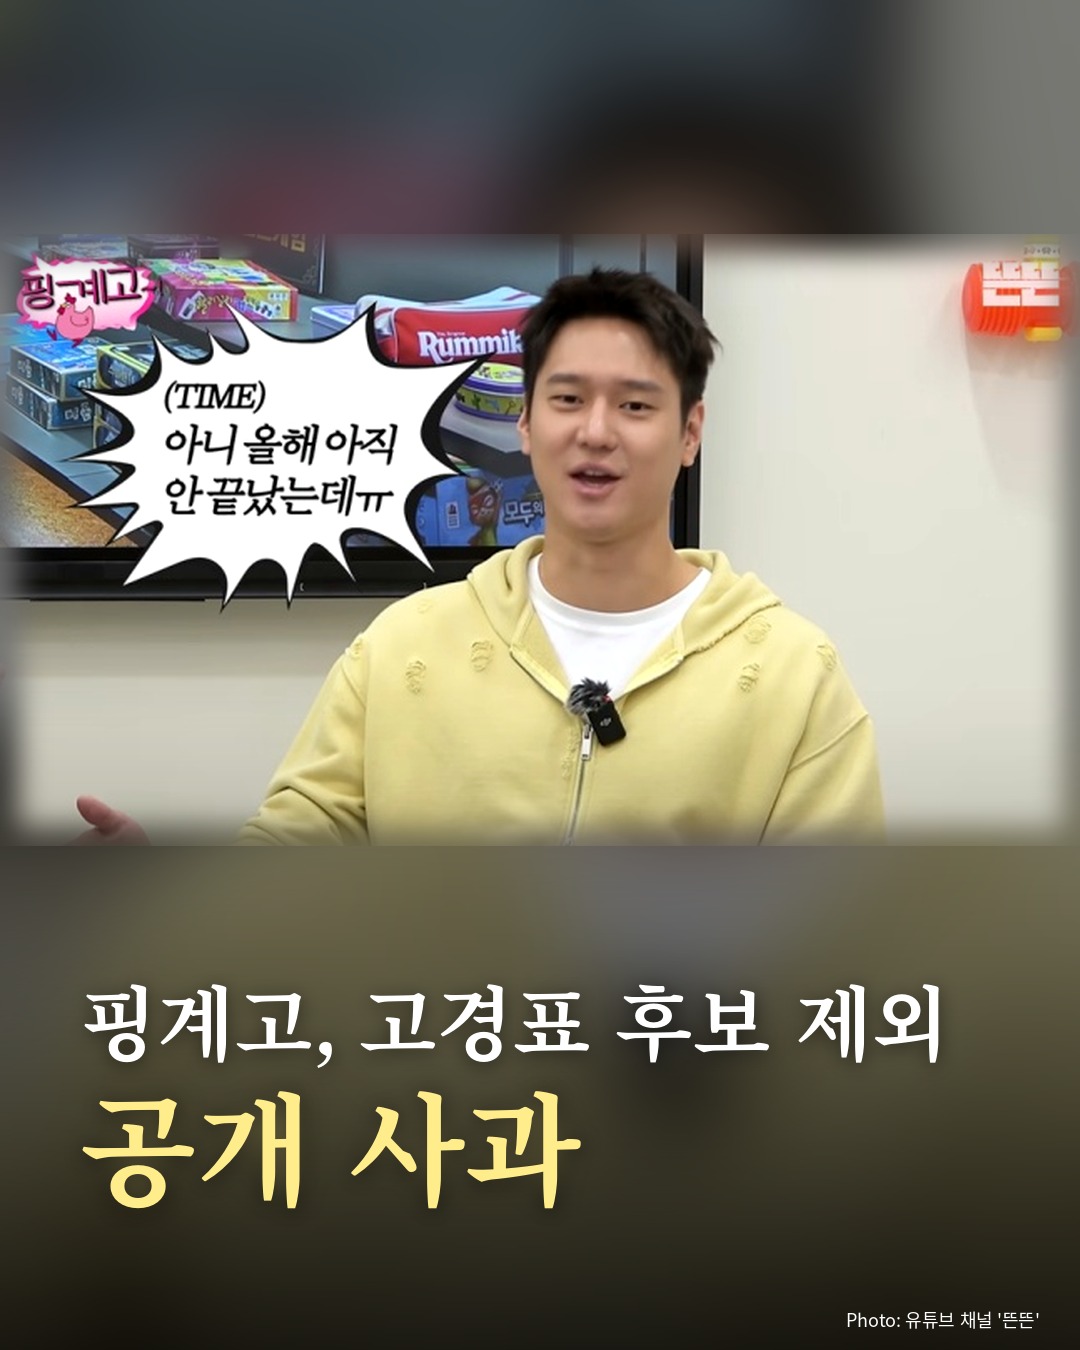 핑계고
뜬뜬
Rummik
(TIME)
아니 올해 아직
안 끝났는데ㅠ
모두의
핑계고, 고경표 후보 제외
공개 사과
Photo: 유튜브 채널 '뜬뜬'